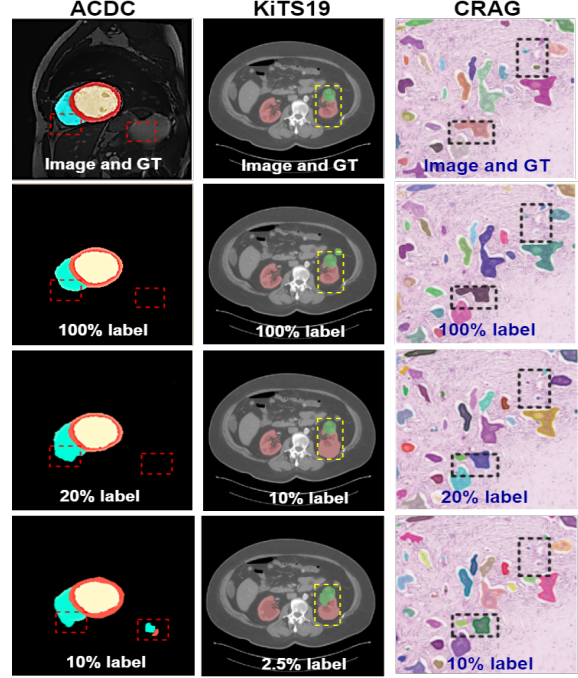 ACDC KiTS19 CRAG
Image and GT Image and GT Image and GT
100% label 100% label 100% label
20% label 10% label 20% label
10% label 2.5% label 10% label